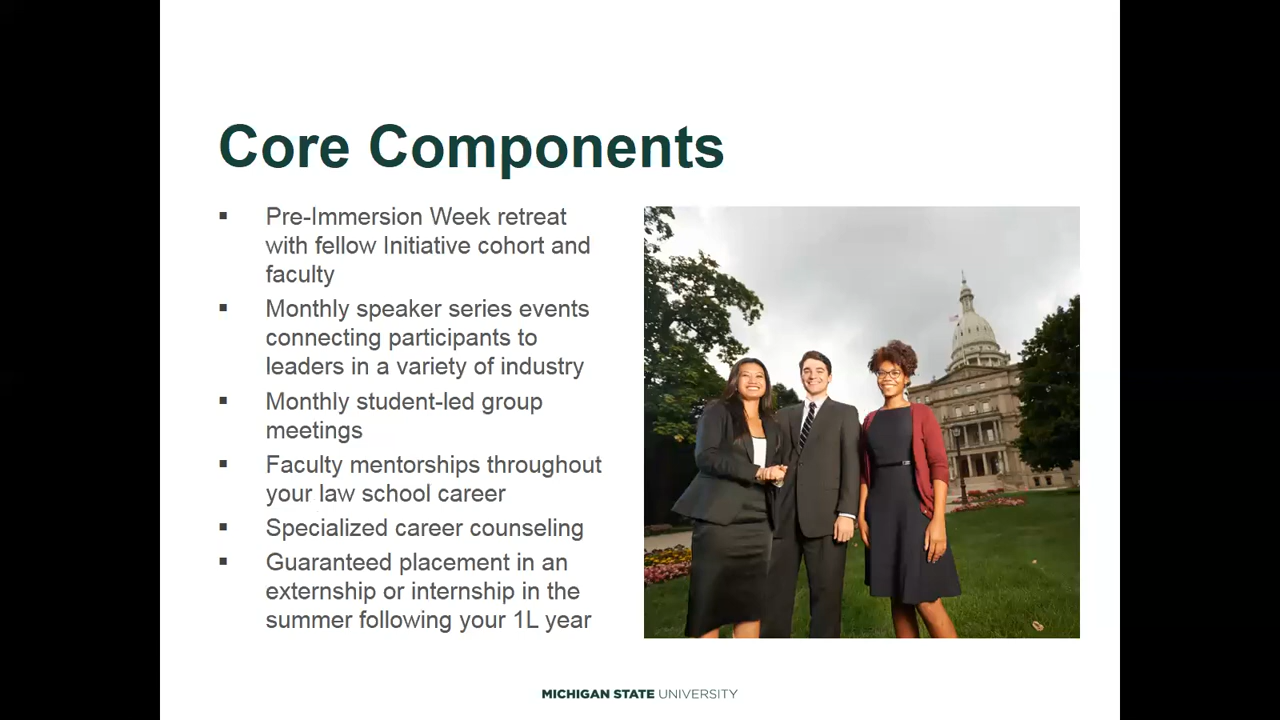 Core Components
▪ Pre-Immersion Week retreat
with fellow Initiative cohort and
faculty
▪ Monthly speaker series events
connecting participants to
leaders in a variety of industry
▪ Monthly student-led group
meetings
▪ Faculty mentorships throughout
your law school career
▪ Specialized career counseling
▪ Guaranteed placement in an
externship or internship in the
summer following your 1L year
MICHIGAN STATE UNIVERSITY